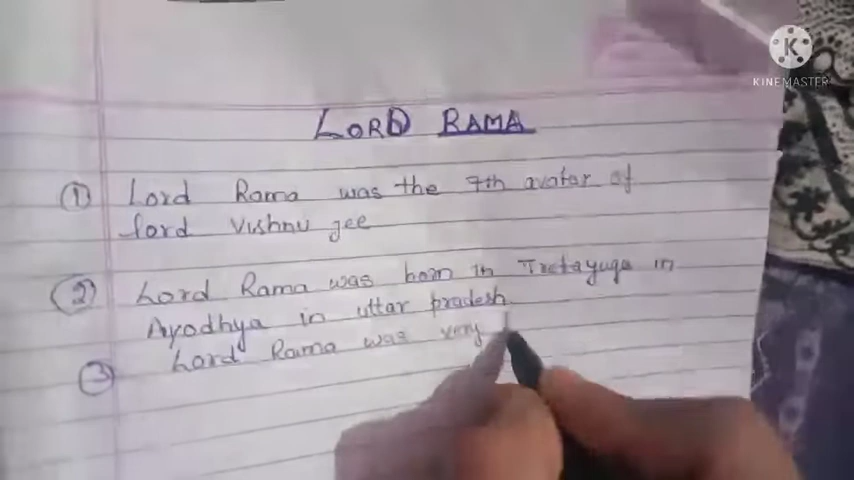 K
KINEMASTER
LORD RAMA
① Lord Rama was the 7th avatar of
lord Vishnu jee
② Lord Rama was born in Tretayuga in
Ayodhya in uttar pradesh
③ Lord Rama was very